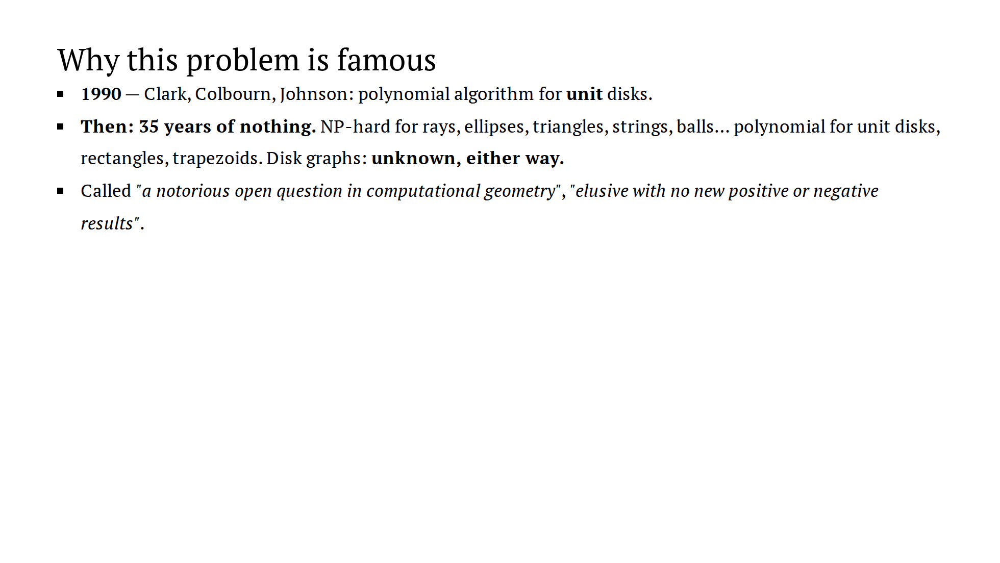 Why this problem is famous
▪ 1990 — Clark, Colbourn, Johnson: polynomial algorithm for unit disks.
▪ Then: 35 years of nothing. NP-hard for rays, ellipses, triangles, strings, balls... polynomial for unit disks,
rectangles, trapezoids. Disk graphs: unknown, either way.
▪ Called "a notorious open question in computational geometry", "elusive with no new positive or negative
results".